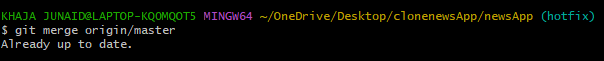 KHAJA JUNAID@LAPTOP-KQOMQOT5 MINGW64 ~/OneDrive/Desktop/clonenewsApp/newsApp (hotfix)
$ git merge origin/master
Already up to date.